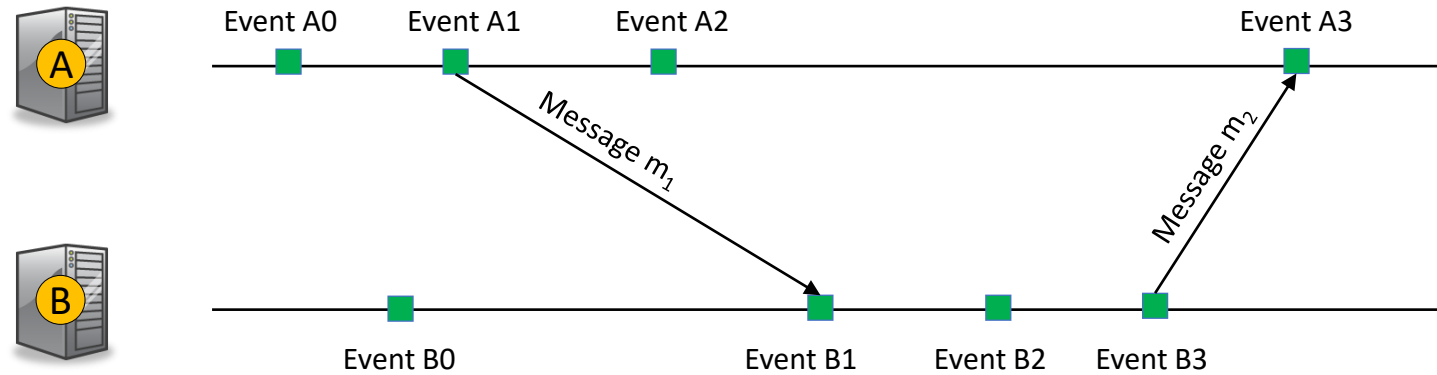 Event A0
Event A1
Event A2
Event A3
A
Message m₁
Message m₂
B
Event B0
Event B1
Event B2
Event B3